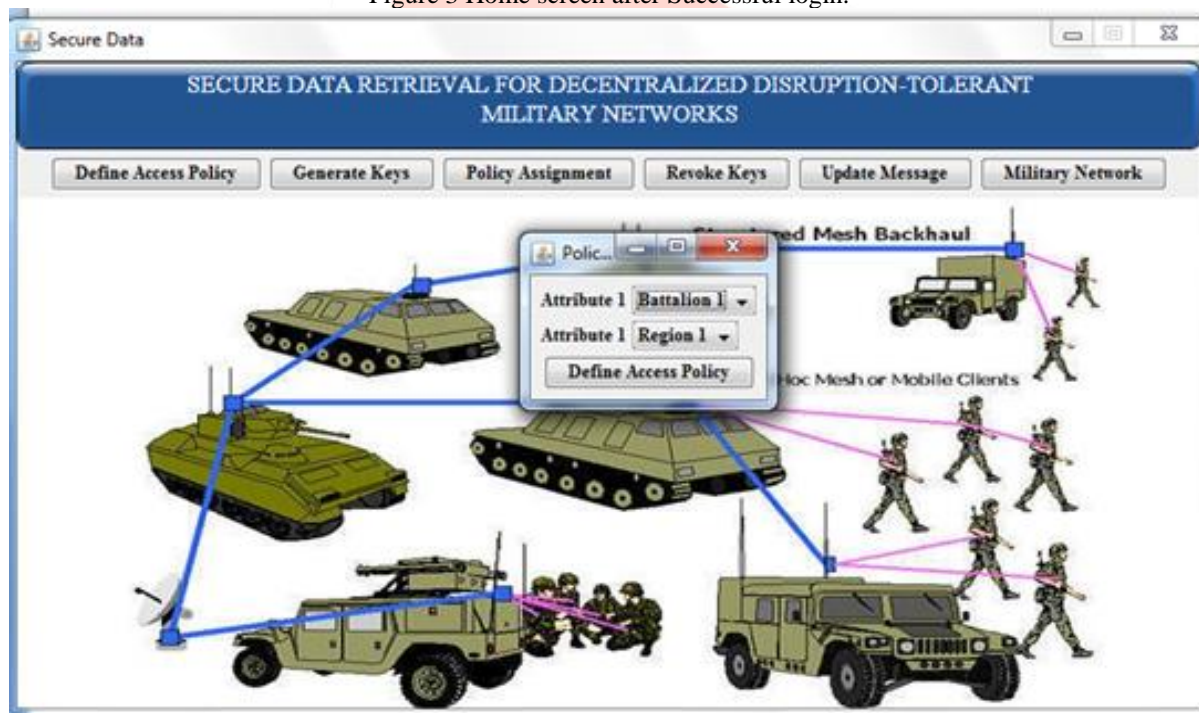 Figure 3 Home screen after Successful login.
Secure Data
SECURE DATA RETRIEVAL FOR DECENTRALIZED DISRUPTION-TOLERANT
MILITARY NETWORKS
Define Access Policy Generate Keys Policy Assignment Revoke Keys Update Message Military Network
Mesh Backhaul
Polic...
Attribute 1 Battalion 1
Attribute 1 Region 1
Define Access Policy
Hoc Mesh or Mobile Clients